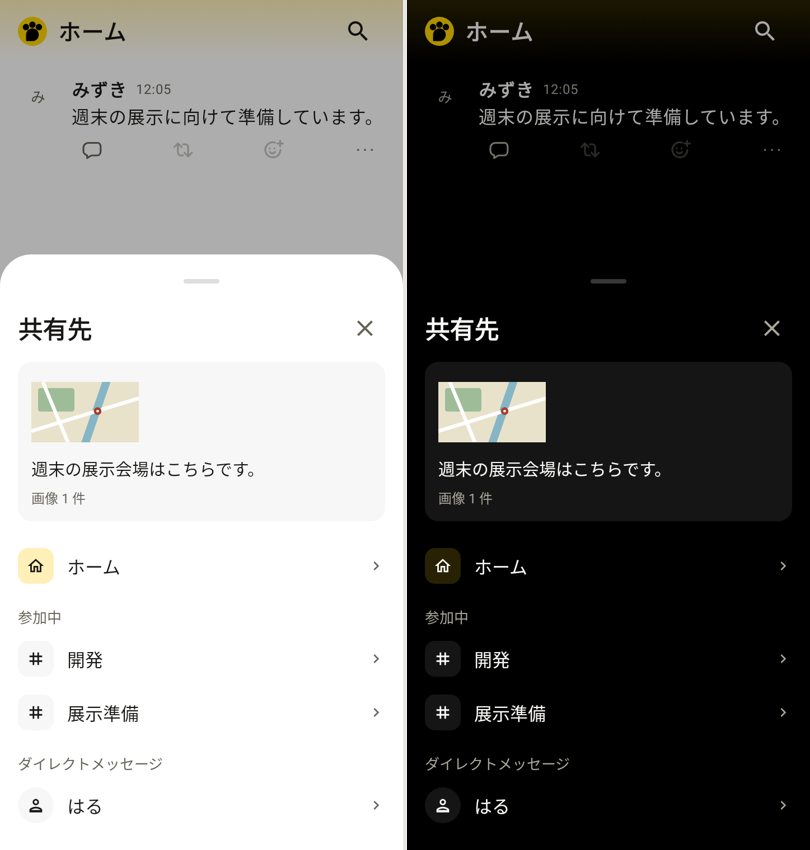 ホーム
み
みずき 12:05
週末の展示に向けて準備しています。
共有先
週末の展示会場はこちらです。
画像 1 件
ホーム
参加中
開発
展示準備
ダイレクトメッセージ
はる
ホーム
み
みずき 12:05
週末の展示に向けて準備しています。
共有先
週末の展示会場はこちらです。
画像 1 件
ホーム
参加中
開発
展示準備
ダイレクトメッセージ
はる